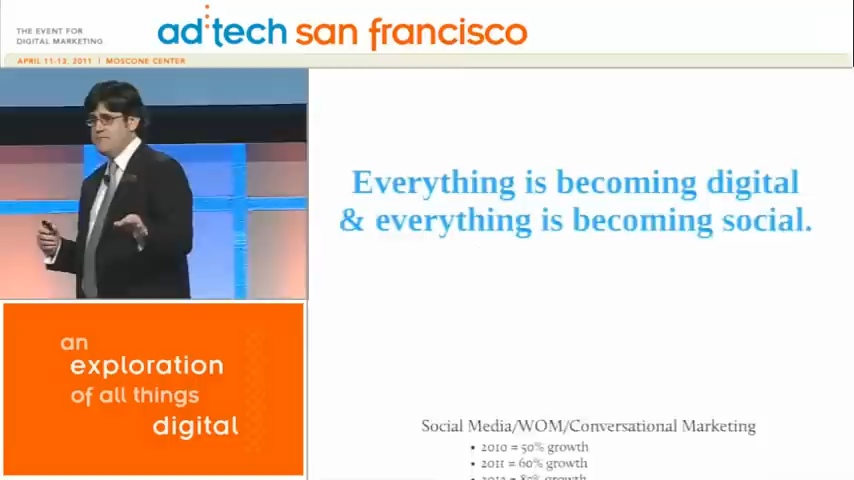 THE EVENT FOR
DIGITAL MARKETING
ad:tech san francisco
APRIL 11-13, 2011 | MOSCONE CENTER
Everything is becoming digital
& everything is becoming social.
an
exploration
of all things
digital
Social Media/WOM/Conversational Marketing
• 2010 = 50% growth
• 2011 = 60% growth